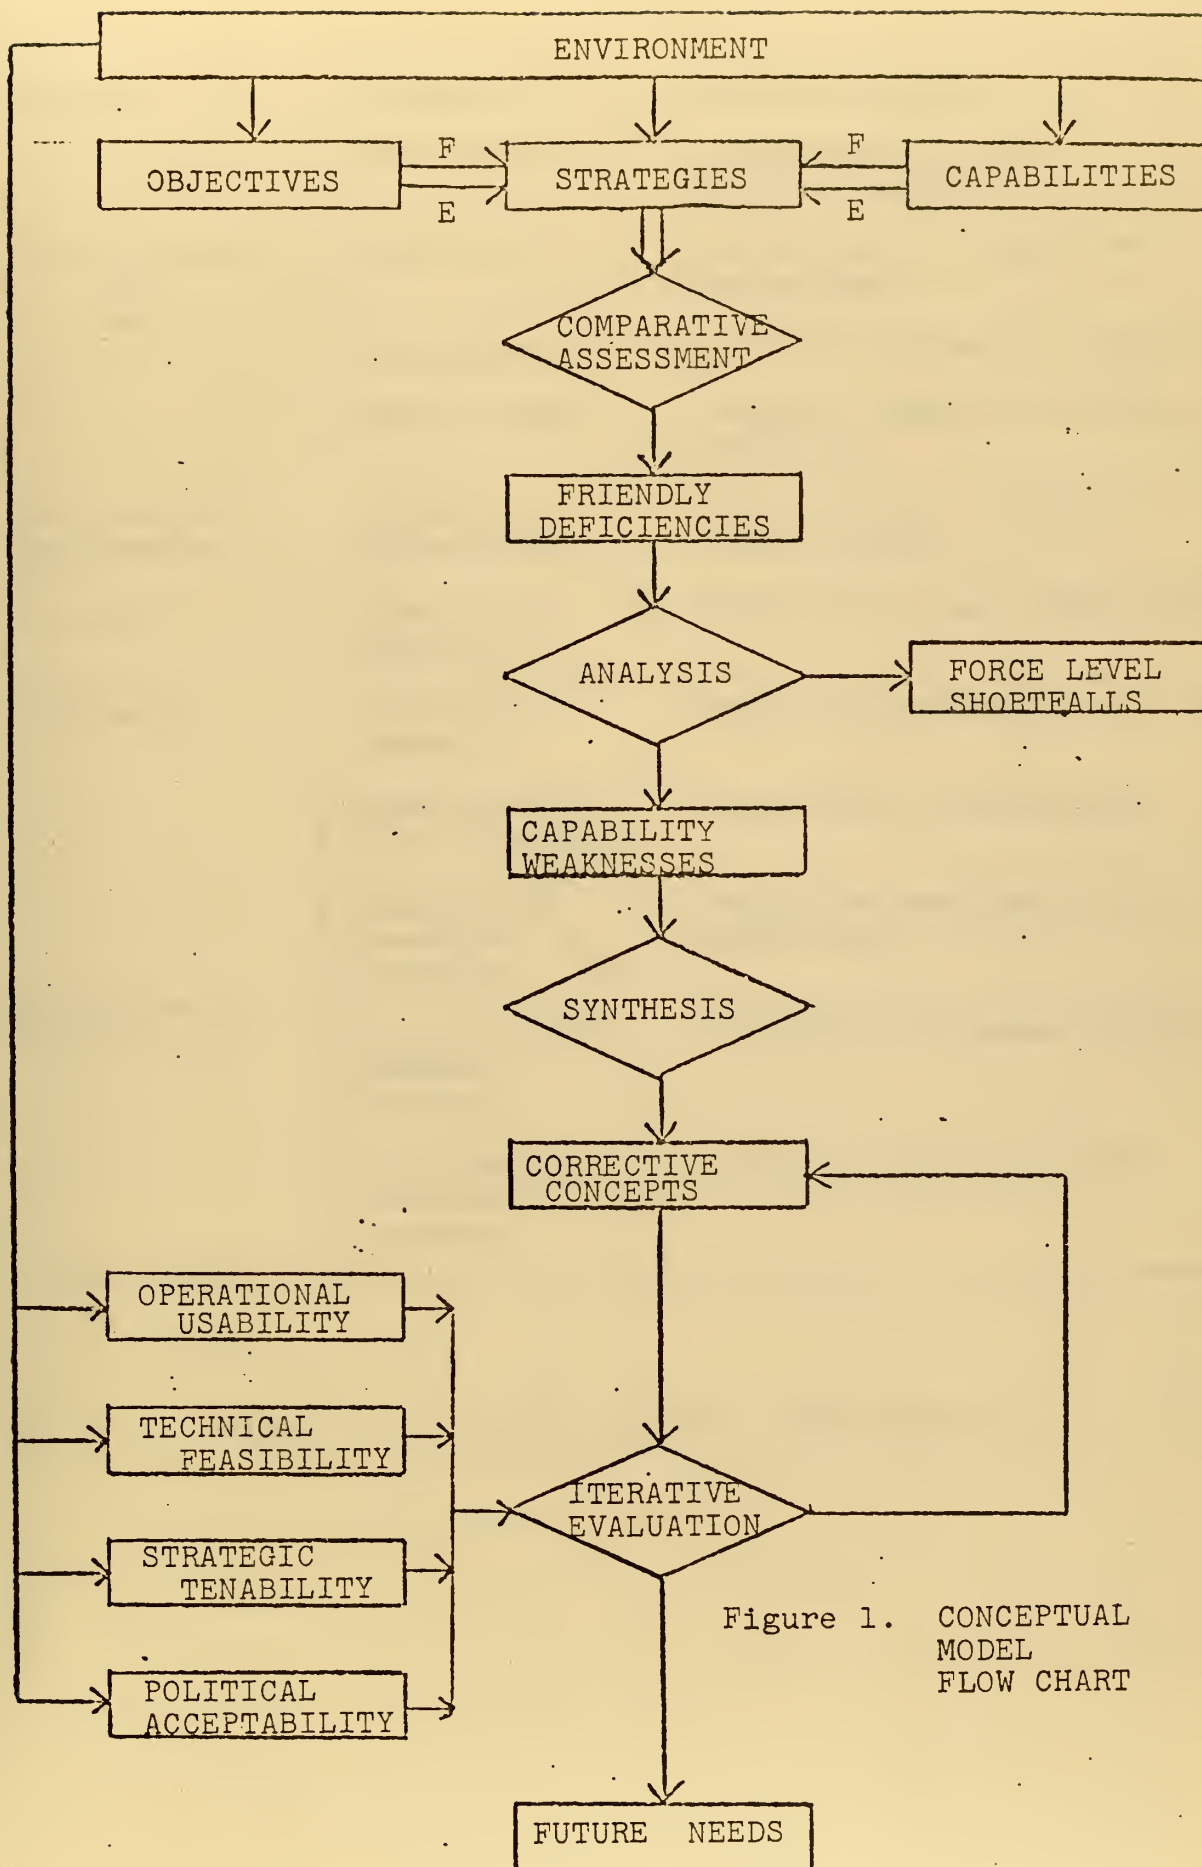 ENVIRONMENT
F
F
OBJECTIVES
STRATEGIES
CAPABILITIES
E
E
COMPARATIVE
ASSESSMENT
FRIENDLY
DEFICIENCIES
ANALYSIS
FORCE LEVEL
SHORTFALLS
CAPABILITY
WEAKNESSES
SYNTHESIS
CORRECTIVE
CONCEPTS
OPERATIONAL
USABILITY
TECHNICAL
FEASIBILITY
ITERATIVE
EVALUATION
STRATEGIC
TENABILITY
POLITICAL
ACCEPTABILITY
Figure 1. CONCEPTUAL
MODEL
FLOW CHART
FUTURE NEEDS